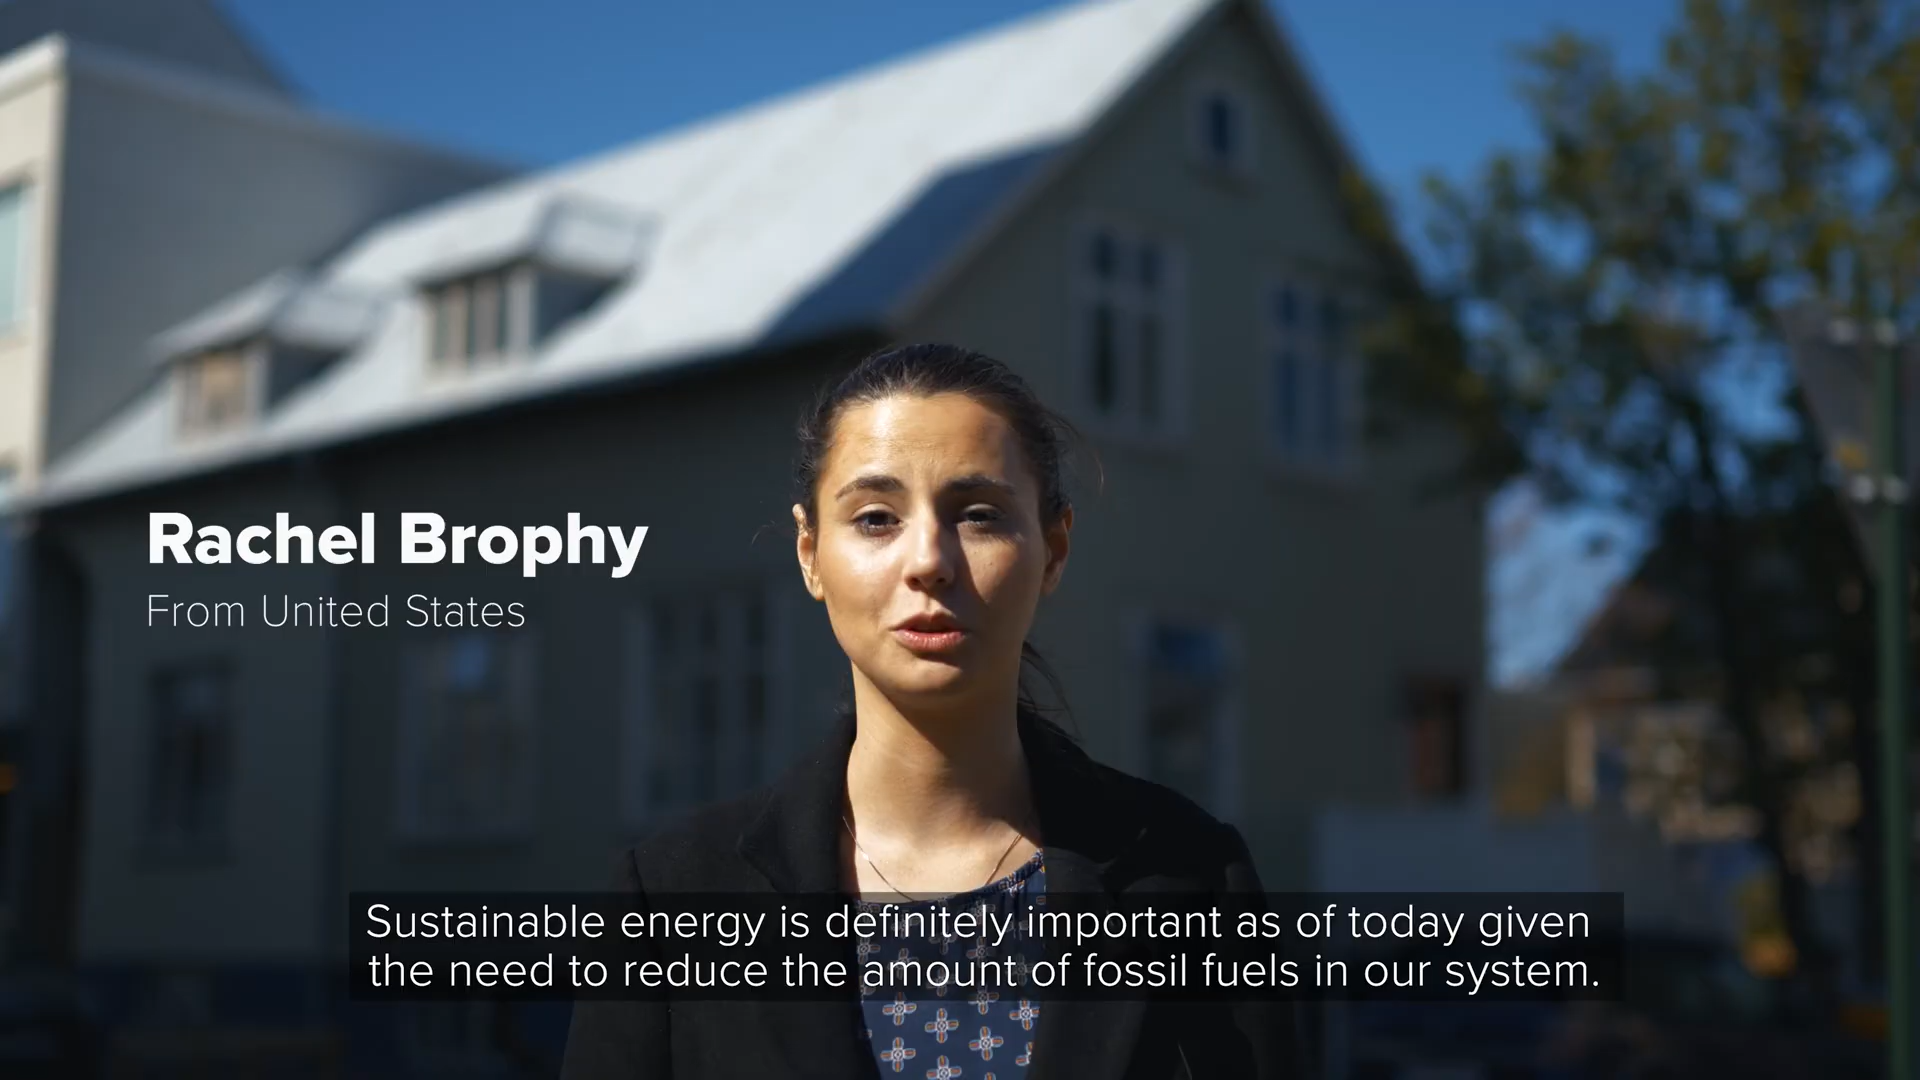 Rachel Brophy
From United States
Sustainable energy is definitely important as of today given
the need to reduce the amount of fossil fuels in our system.